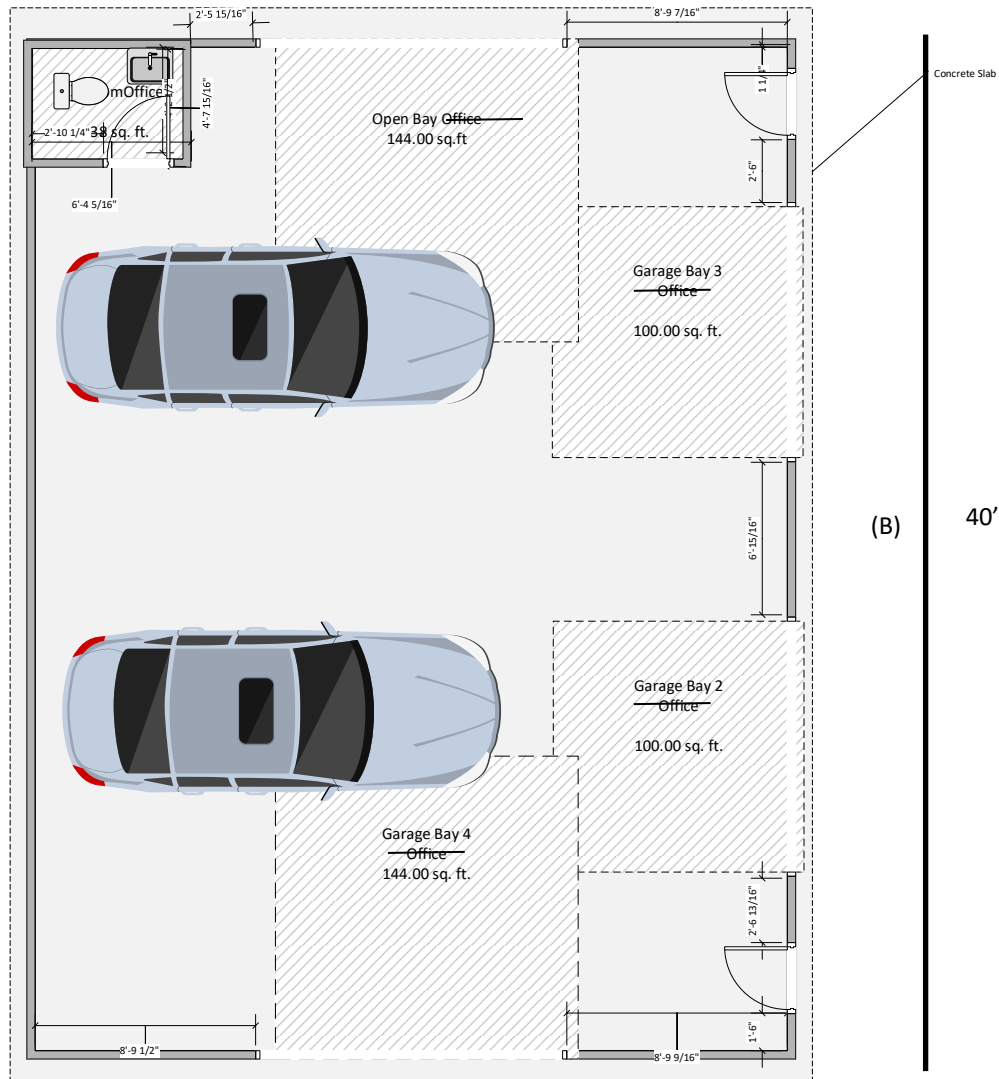 2'-5 15/16"
8'-9 7/16"
Concrete Slab
1 1/4"
mOffice
1/2"
4'-7 15/16"
2'-10 1/4"
38 sq. ft.
Open Bay Office
144.00 sq.ft
2'-6"
6'-4 5/16"
Garage Bay 3
Office
100.00 sq. ft.
(B)
40’
6'-15/16"
Garage Bay 2
Office
100.00 sq. ft.
Garage Bay 4
Office
144.00 sq. ft.
2'-6 13/16"
1'-6"
8'-9 1/2"
8'-9 9/16"